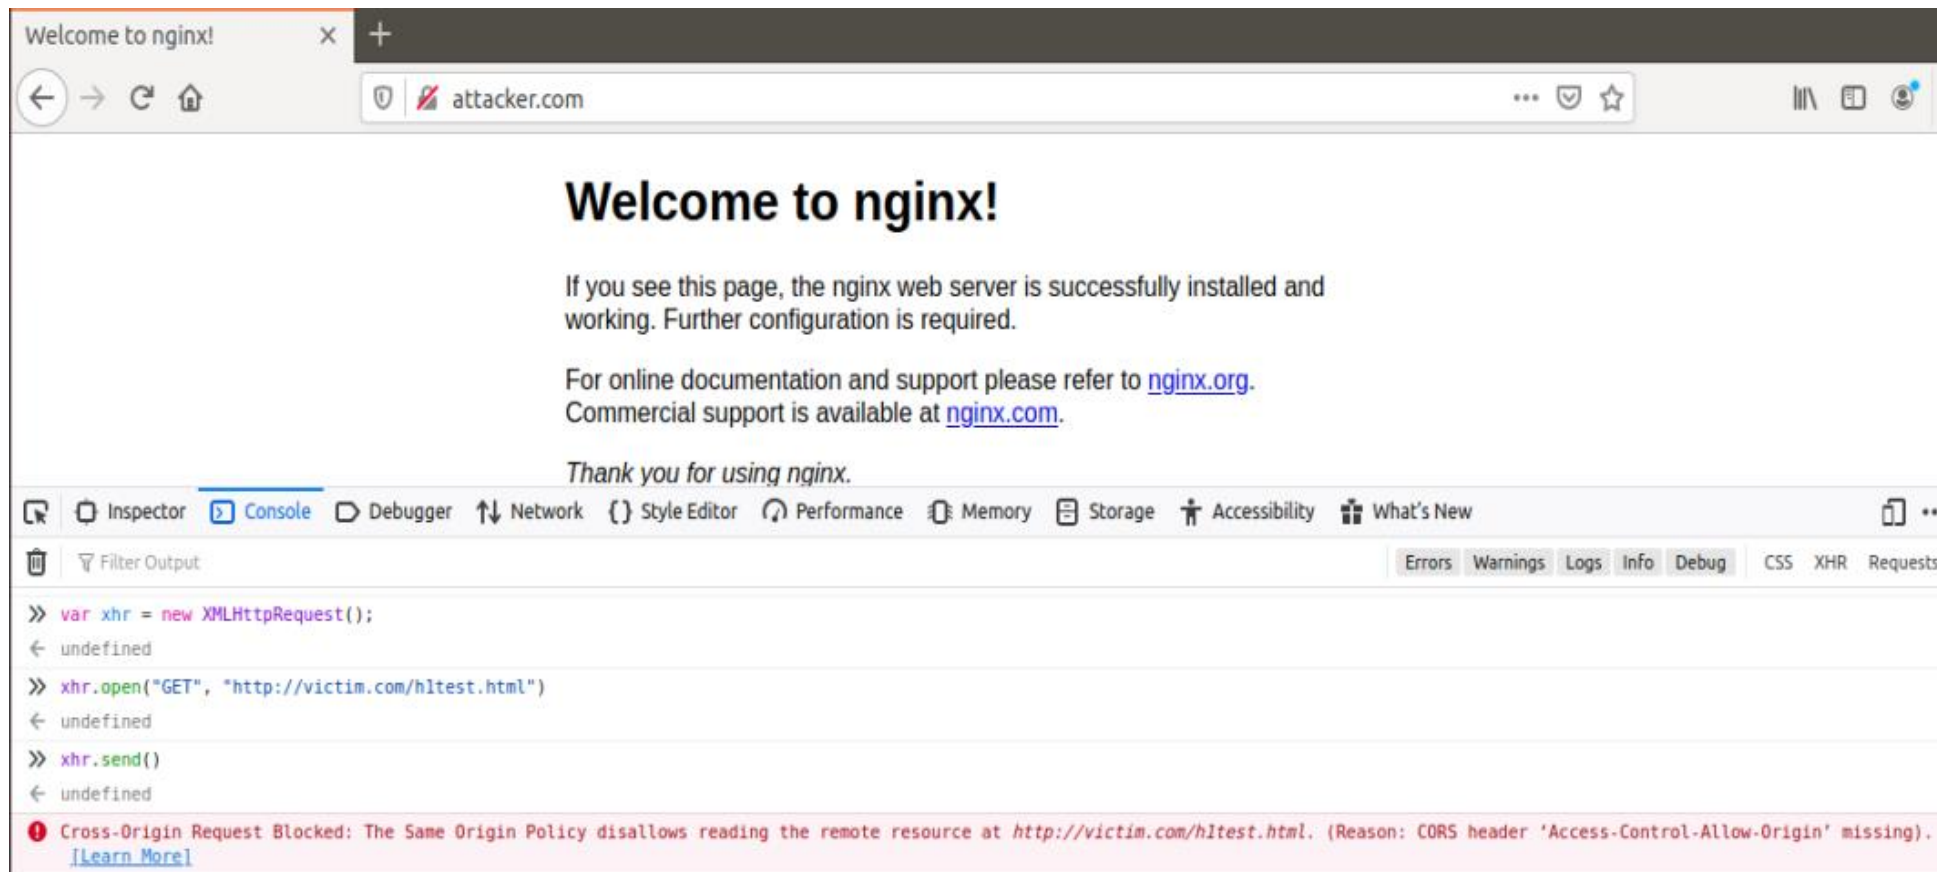 Welcome to nginx!
attacker.com
Welcome to nginx!
If you see this page, the nginx web server is successfully installed and
working. Further configuration is required.
For online documentation and support please refer to nginx.org.
Commercial support is available at nginx.com.
Thank you for using nginx.
Inspector Console Debugger Network {} Style Editor Performance Memory Storage Accessibility What's New
Filter Output Errors Warnings Logs Info Debug CSS XHR Requests
» var xhr = new XMLHttpRequest();
← undefined
» xhr.open("GET", "http://victim.com/h1test.html")
← undefined
» xhr.send()
← undefined
Cross-Origin Request Blocked: The Same Origin Policy disallows reading the remote resource at http://victim.com/h1test.html. (Reason: CORS header ‘Access-Control-Allow-Origin’ missing).
[Learn More]